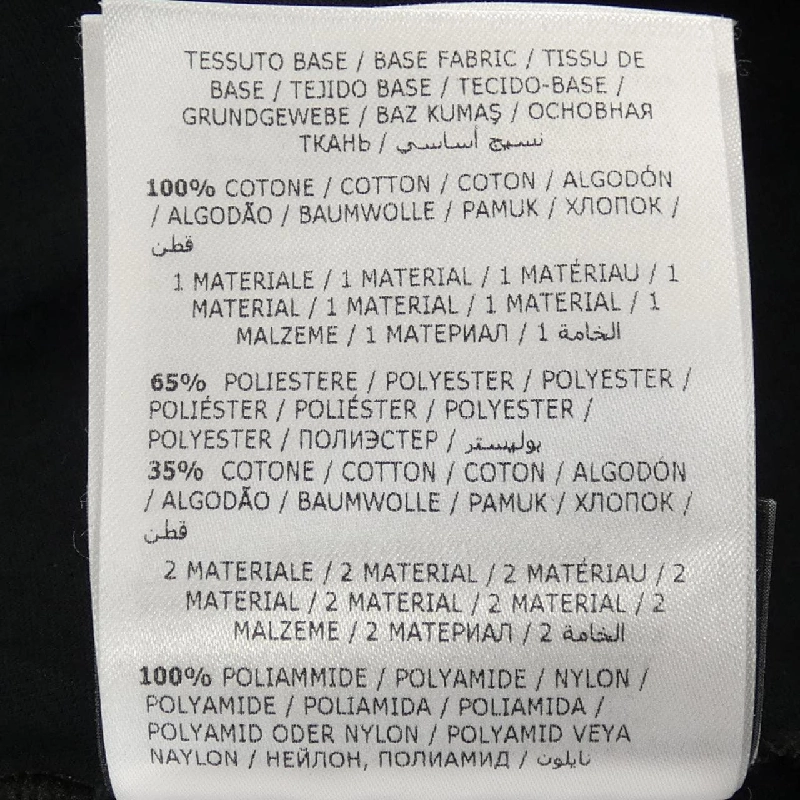 TESSUTO BASE / BASE FABRIC / TISSU DE
BASE / TEJIDO BASE / TECIDO-BASE /
GRUNDGEWEBE / BAZ KUMAŞ / ОСНОВНАЯ
ТКАНЬ / نسيج أساسي
100% COTONE / COTTON / COTON / ALGODÓN
/ ALGODÃO / BAUMWOLLE / PAMUK / ХЛОПОК /
قطن
1 MATERIALE / 1 MATERIAL / 1 MATÉRIAU / 1
MATERIAL / 1 MATERIAL / 1 MATERIAL / 1
MALZEME / 1 МАТЕРИАЛ / 1 الخامة
65% POLIESTERE / POLYESTER / POLYESTER /
POLIÉSTER / POLIÉSTER / POLYESTER /
POLYESTER / ПОЛИЭСТЕР / بوليستر
35% COTONE / COTTON / COTON / ALGODÓN
/ ALGODÃO / BAUMWOLLE / PAMUK / ХЛОПОК /
قطن
2 MATERIALE / 2 MATERIAL / 2 MATÉRIAU / 2
MATERIAL / 2 MATERIAL / 2 MATERIAL / 2
MALZEME / 2 МАТЕРИАЛ / 2 الخامة
100% POLIAMMIDE / POLYAMIDE / NYLON /
POLYAMIDE / POLIAMIDA / POLIAMIDA /
POLYAMID ODER NYLON / POLYAMID VEYA
NAYLON / НЕЙЛОН, ПОЛИАМИД / نايلون